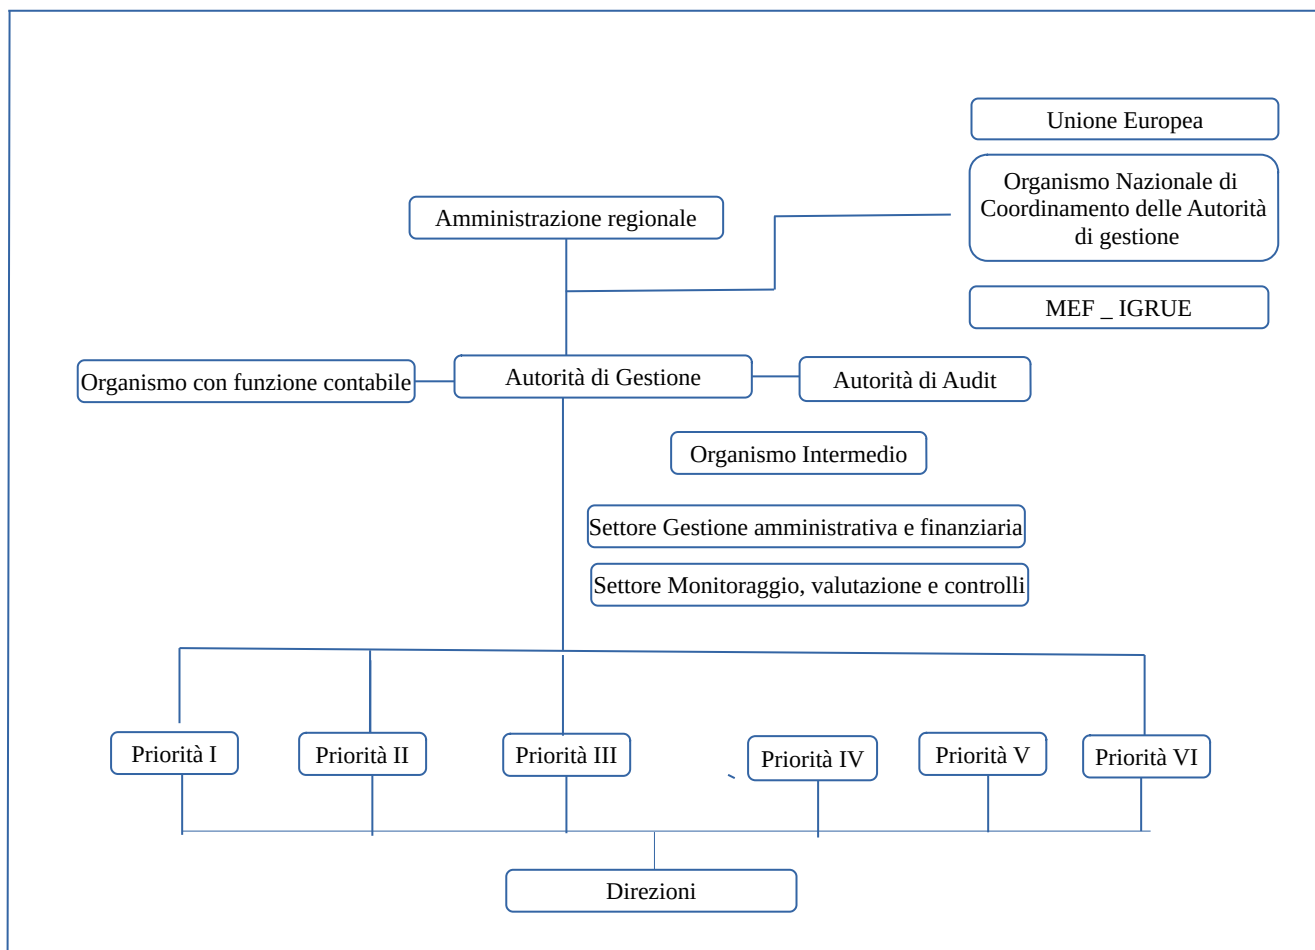 Unione Europea
Organismo Nazionale di
Coordinamento delle Autorità
di gestione
Amministrazione regionale
MEF _ IGRUE
Organismo con funzione contabile
Autorità di Gestione
Autorità di Audit
Organismo Intermedio
Settore Gestione amministrativa e finanziaria
Settore Monitoraggio, valutazione e controlli
Priorità I
Priorità II
Priorità III
Priorità IV
Priorità V
Priorità VI
Direzioni